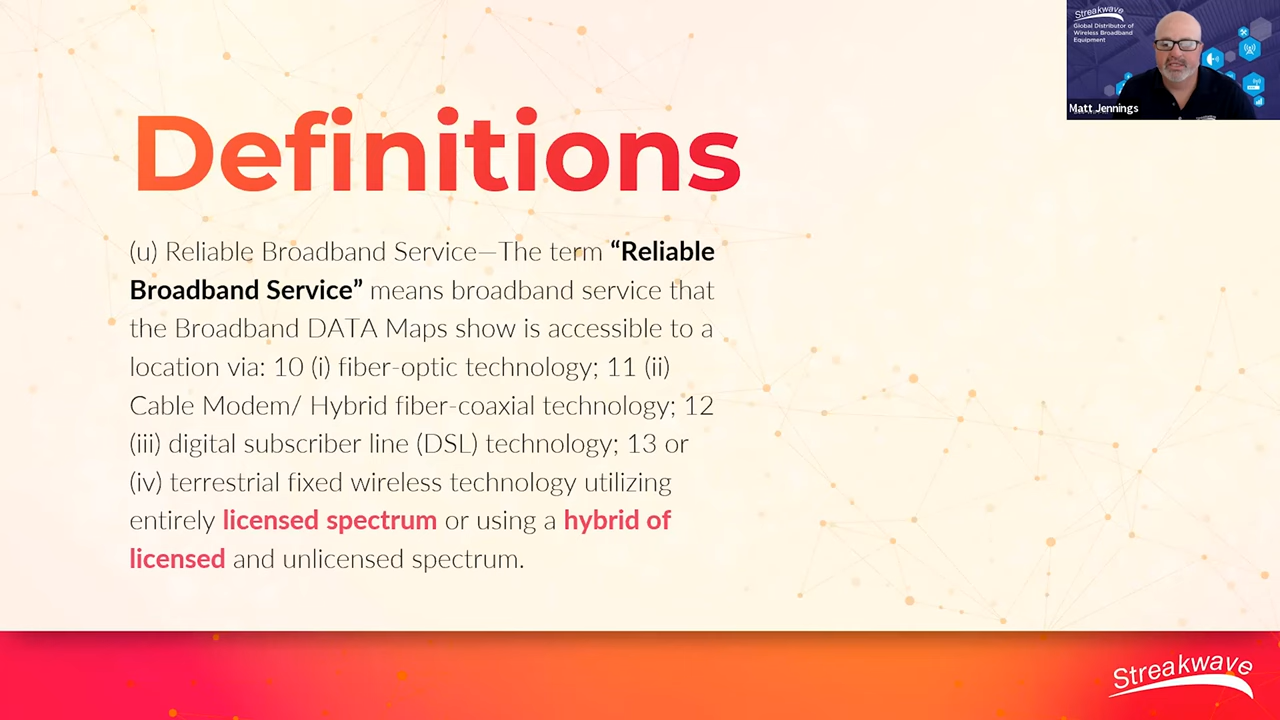 Streakwave
Global Distributor of
Wireless Broadband
Equipment
Matt Jennings
Definitions
(u) Reliable Broadband Service—The term “Reliable
Broadband Service” means broadband service that
the Broadband DATA Maps show is accessible to a
location via: 10 (i) fiber-optic technology; 11 (ii)
Cable Modem/ Hybrid fiber-coaxial technology; 12
(iii) digital subscriber line (DSL) technology; 13 or
(iv) terrestrial fixed wireless technology utilizing
entirely licensed spectrum or using a hybrid of
licensed and unlicensed spectrum.
Streakwave